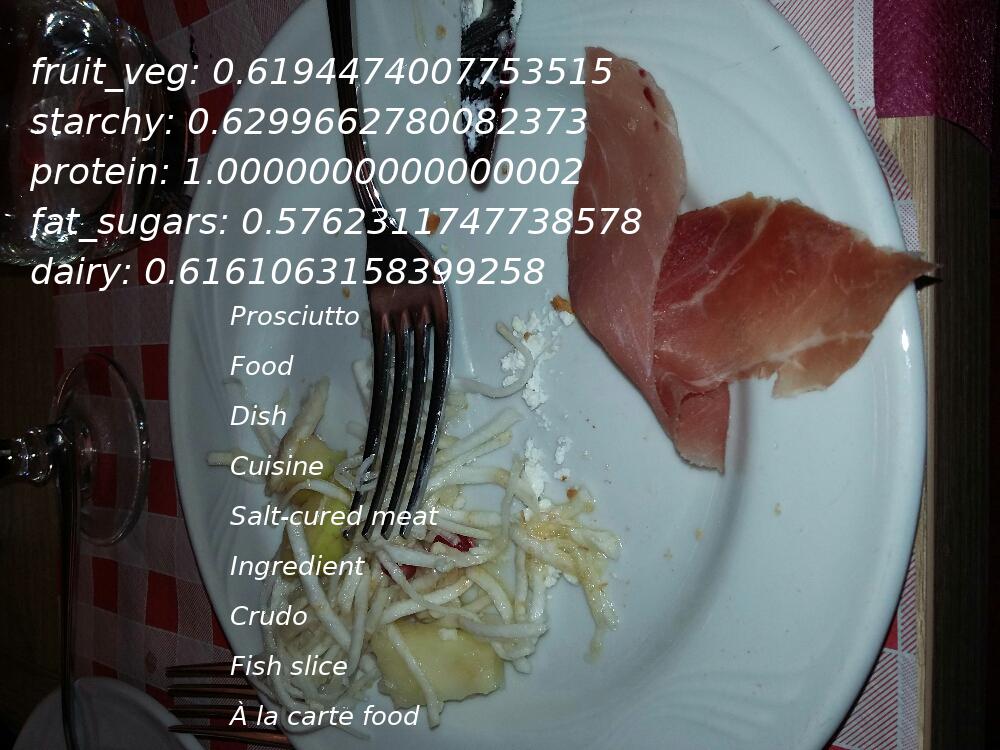 fruit_veg: 0.6194474007753515
starchy: 0.6299662780082373
protein: 1.0000000000000002
fat_sugars: 0.5762311747738578
dairy: 0.6161063158399258
Prosciutto
Food
Dish
Cuisine
Salt-cured meat
Ingredient
Crudo
Fish slice
À la carte food